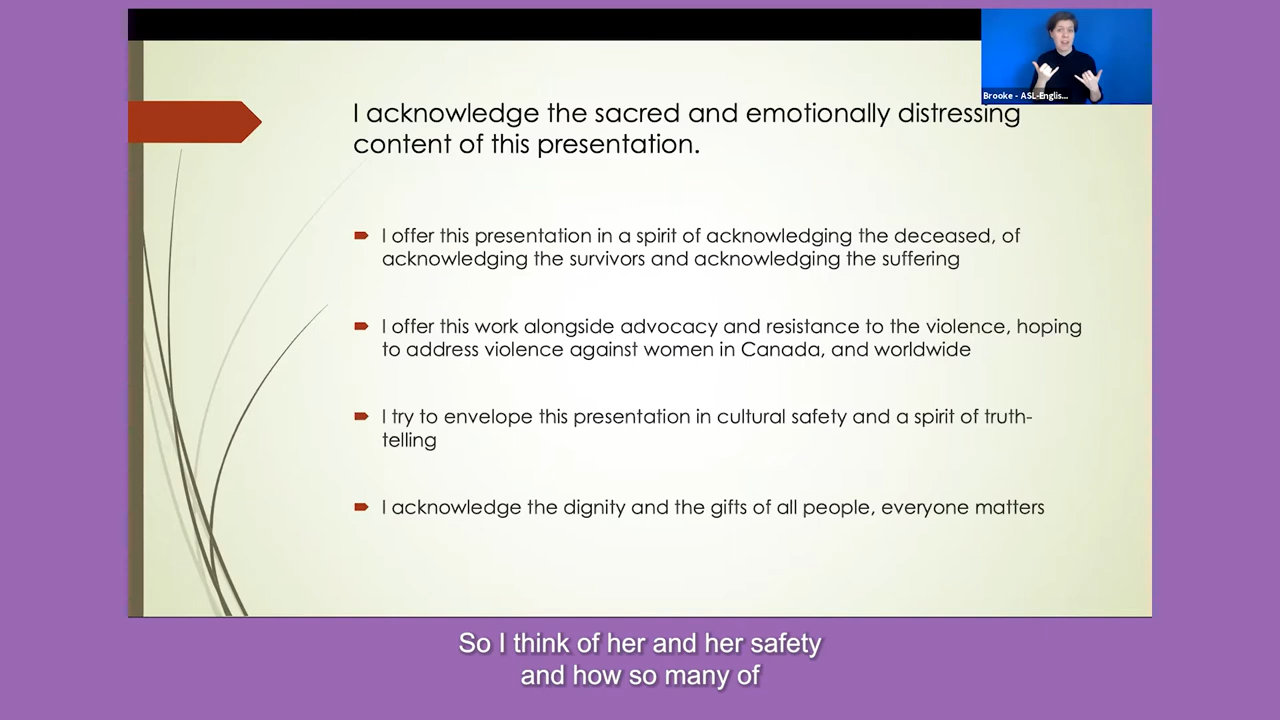 Brooke - ASL-Englis...
I acknowledge the sacred and emotionally distressing
content of this presentation.
I offer this presentation in a spirit of acknowledging the deceased, of
acknowledging the survivors and acknowledging the suffering
I offer this work alongside advocacy and resistance to the violence, hoping
to address violence against women in Canada, and worldwide
I try to envelope this presentation in cultural safety and a spirit of truth-
telling
I acknowledge the dignity and the gifts of all people, everyone matters
So I think of her and her safety
and how so many of